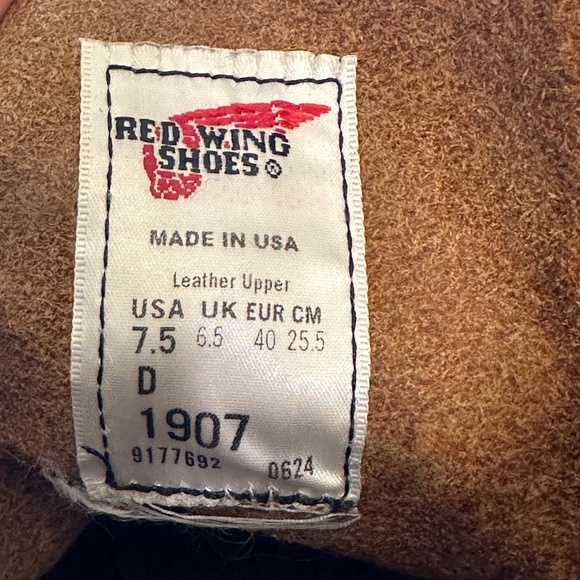 RED WING
SHOES®
MADE IN USA
Leather Upper
USA UK EUR CM
7.5 6.5 40 25.5
D
1907
9177692 0624